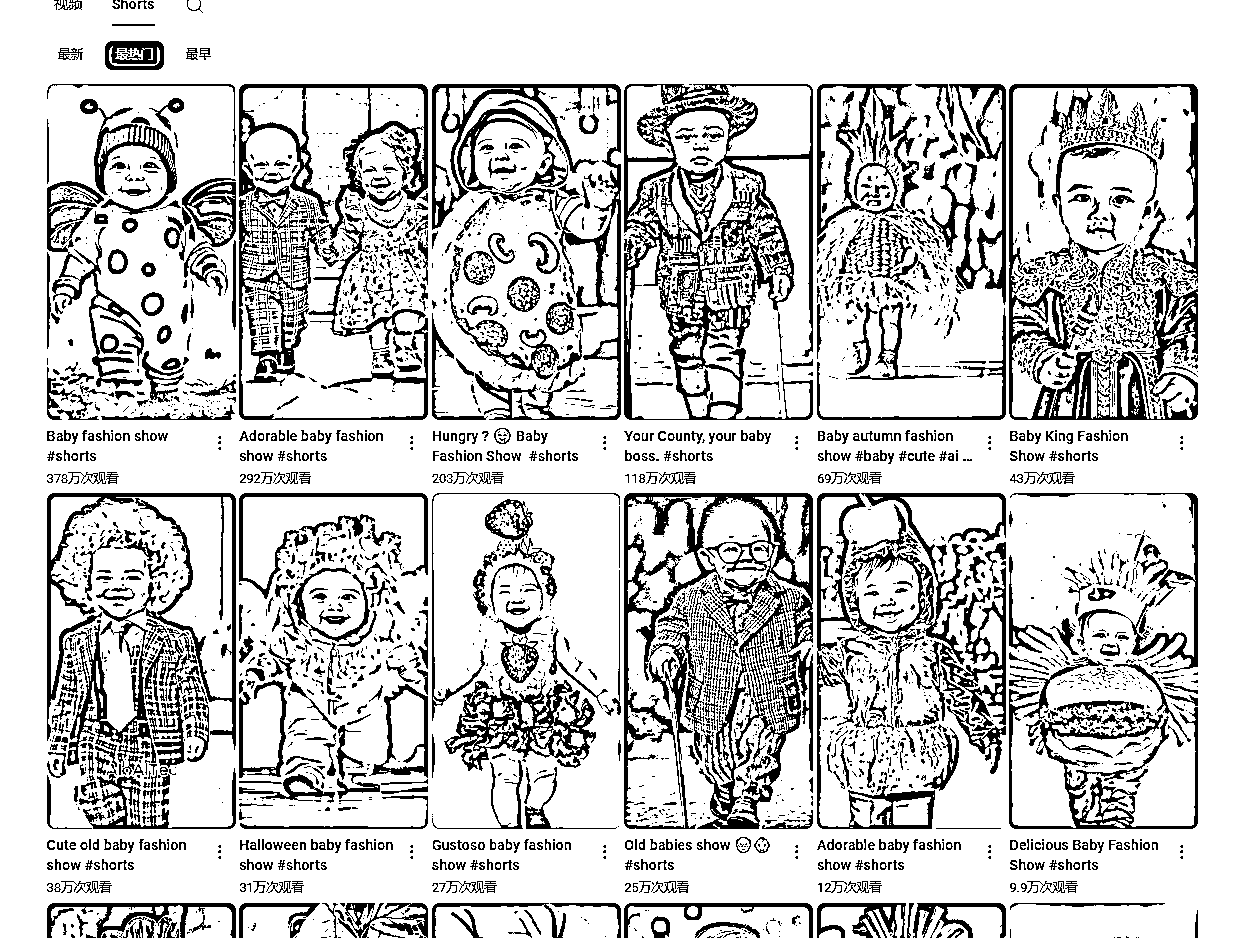 视频 Shorts
最新 最热门 最早
Baby fashion show
#shorts
378万次观看
Adorable baby fashion
show #shorts
292万次观看
Hungry ? 😋 Baby
Fashion Show #shorts
203万次观看
Your County, your baby
boss. #shorts
118万次观看
Baby autumn fashion
show #baby #cute #ai ...
69万次观看
Baby King Fashion
Show #shorts
43万次观看
Cute old baby fashion
show #shorts
38万次观看
Halloween baby fashion
show #shorts
31万次观看
Gustoso baby fashion
show #shorts
27万次观看
Old babies show 👴👶
#shorts
25万次观看
Adorable baby fashion
show #shorts
12万次观看
Delicious Baby Fashion
Show #shorts
9.9万次观看